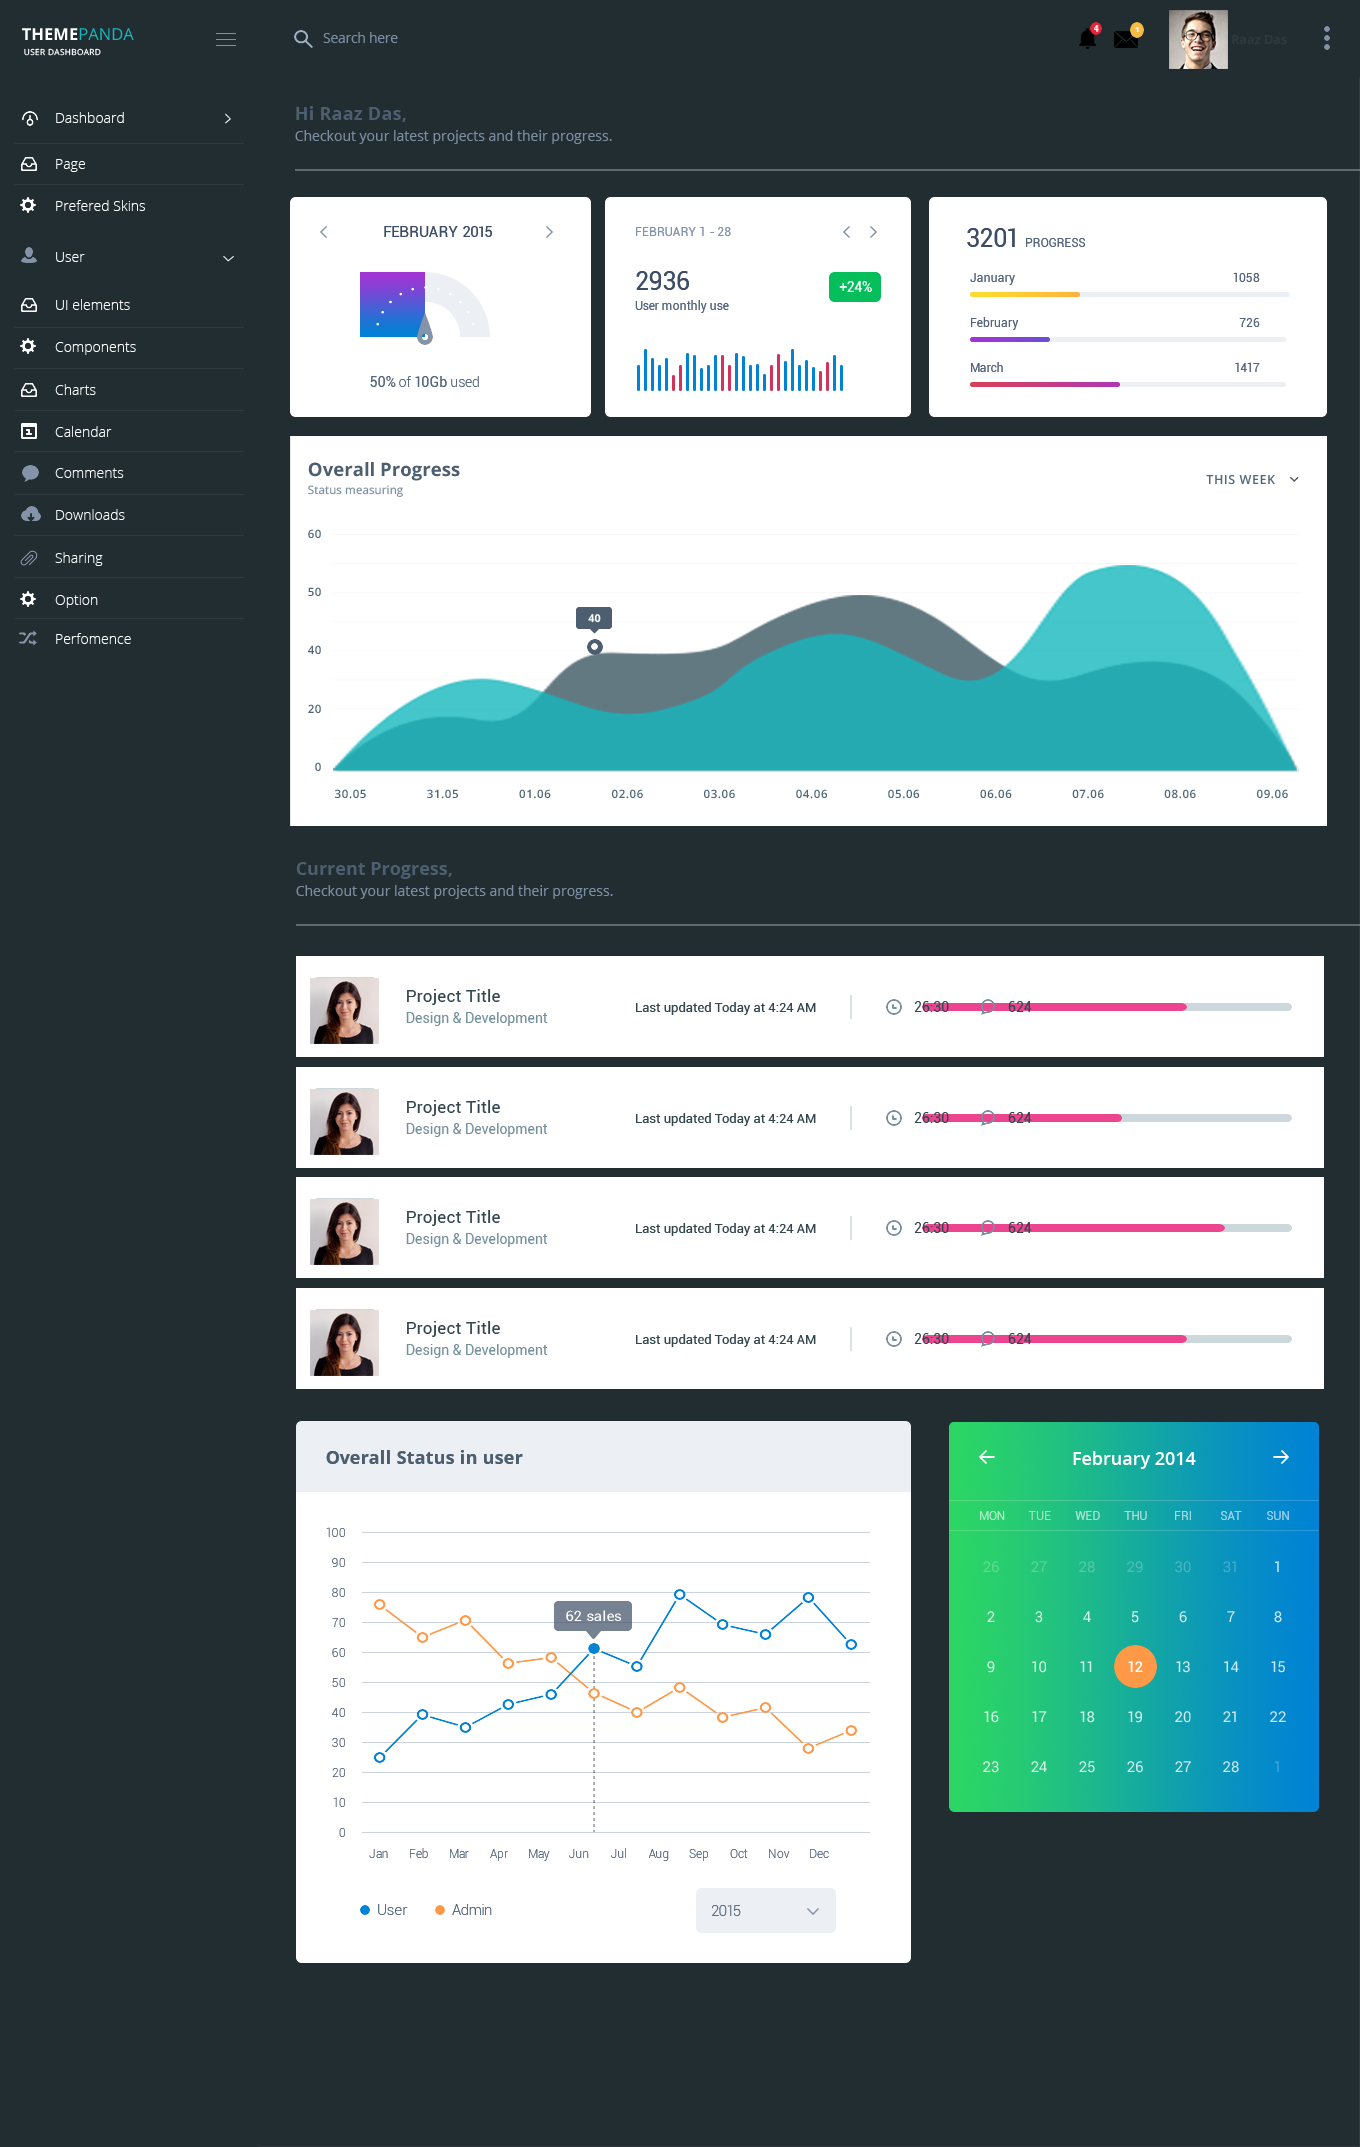 THEMEPANDA
USER DASHBOARD
Search here
4
1
Raaz Das
Dashboard
Page
Prefered Skins
User
UI elements
Components
Charts
Calendar
Comments
Downloads
Sharing
Option
Perfomence
Hi Raaz Das,
Checkout your latest projects and their progress.
FEBRUARY 2015
50% of 10Gb used
FEBRUARY 1 - 28
2936
User monthly use
+24%
3201 PROGRESS
January 1058
February 726
March 1417
Overall Progress
Status measuring
THIS WEEK
60
50
40
20
0
40
30.05 31.05 01.06 02.06 03.06 04.06 05.06 06.06 07.06 08.06 09.06
Current Progress,
Checkout your latest projects and their progress.
Project Title
Design & Development
Last updated Today at 4:24 AM
26:30 624
Project Title
Design & Development
Last updated Today at 4:24 AM
26:30 624
Project Title
Design & Development
Last updated Today at 4:24 AM
26:30 624
Project Title
Design & Development
Last updated Today at 4:24 AM
26:30 624
Overall Status in user
100
90
80
70
60
50
40
30
20
10
0
62 sales
Jan Feb Mar Apr May Jun Jul Aug Sep Oct Nov Dec
User Admin
2015
February 2014
MON TUE WED THU FRI SAT SUN
26 27 28 29 30 31 1
2 3 4 5 6 7 8
9 10 11 12 13 14 15
16 17 18 19 20 21 22
23 24 25 26 27 28 1